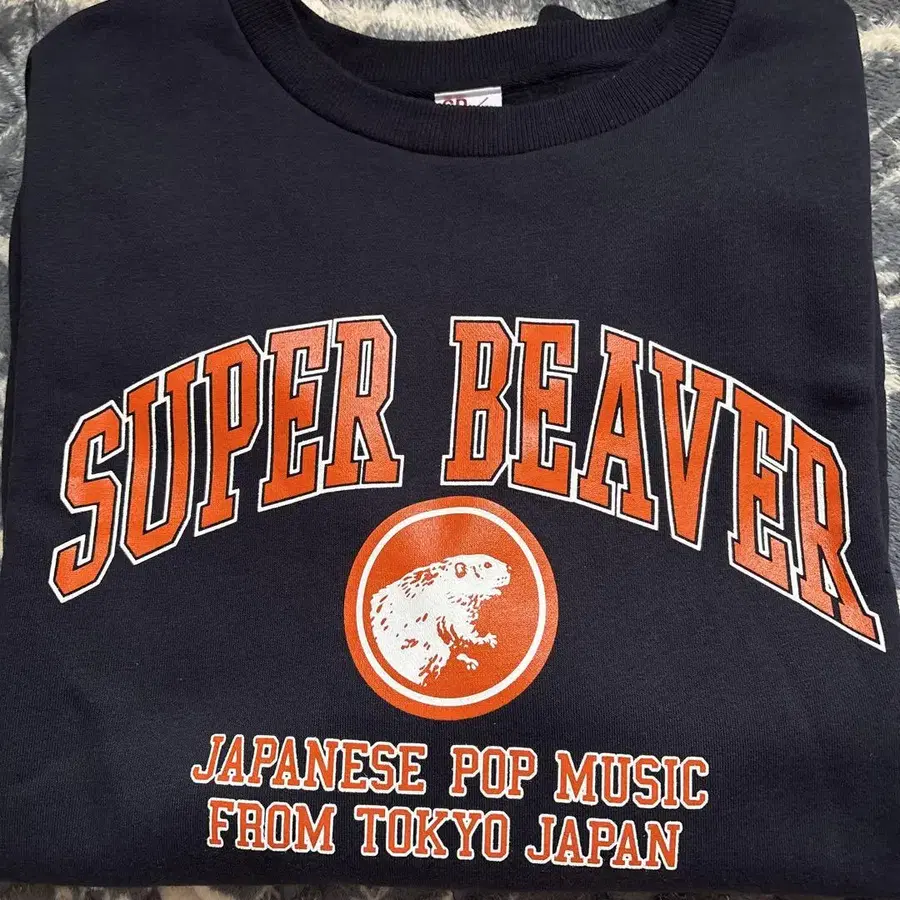 SUPER BEAVER
JAPANESE POP MUSIC
FROM TOKYO JAPAN